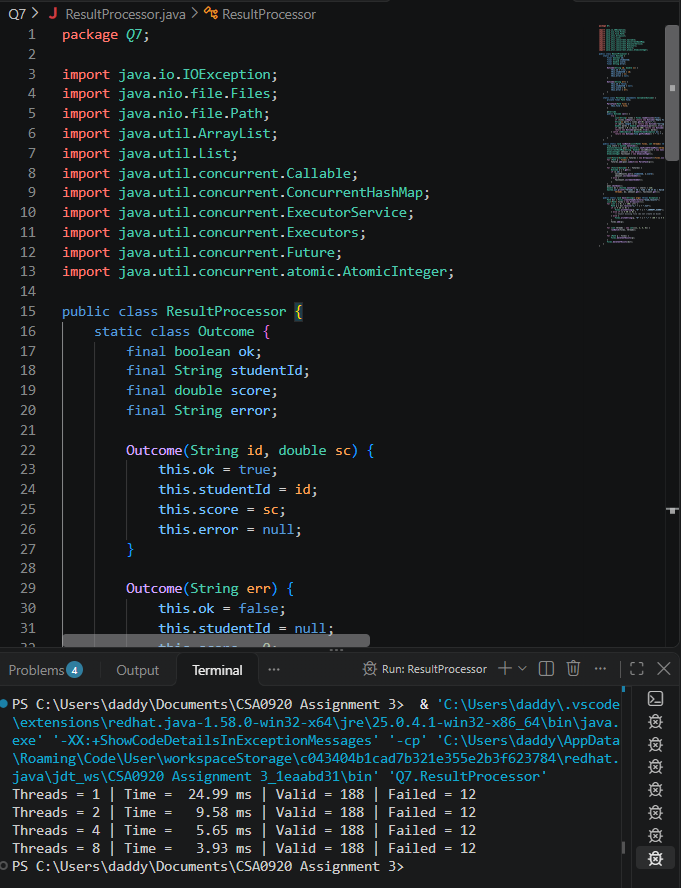 Q7 > J ResultProcessor.java > ResultProcessor
1 package Q7;
2
3 import java.io.IOException;
4 import java.nio.file.Files;
5 import java.nio.file.Path;
6 import java.util.ArrayList;
7 import java.util.List;
8 import java.util.concurrent.Callable;
9 import java.util.concurrent.ConcurrentHashMap;
10 import java.util.concurrent.ExecutorService;
11 import java.util.concurrent.Executors;
12 import java.util.concurrent.Future;
13 import java.util.concurrent.atomic.AtomicInteger;
14
15 public class ResultProcessor {
16     static class Outcome {
17         final boolean ok;
18         final String studentId;
19         final double score;
20         final String error;
21
22         Outcome(String id, double sc) {
23             this.ok = true;
24             this.studentId = id;
25             this.score = sc;
26             this.error = null;
27         }
28
29         Outcome(String err) {
30             this.ok = false;
31             this.studentId = null;
Problems 4 Output Terminal ··· Run: ResultProcessor
PS C:\Users\daddy\Documents\CSA0920 Assignment 3>  & 'C:\Users\daddy\.vscode
\extensions\redhat.java-1.58.0-win32-x64\jre\25.0.4.1-win32-x86_64\bin\java.
exe' '-XX:+ShowCodeDetailsInExceptionMessages' '-cp' 'C:\Users\daddy\AppData
\Roaming\Code\User\workspaceStorage\c043404b1cad7b321e355e2b3f623784\redhat.
java\jdt_ws\CSA0920 Assignment 3_1eaabd31\bin' 'Q7.ResultProcessor'
Threads = 1 | Time =  24.99 ms | Valid = 188 | Failed = 12
Threads = 2 | Time =   9.58 ms | Valid = 188 | Failed = 12
Threads = 4 | Time =   5.65 ms | Valid = 188 | Failed = 12
Threads = 8 | Time =   3.93 ms | Valid = 188 | Failed = 12
PS C:\Users\daddy\Documents\CSA0920 Assignment 3>